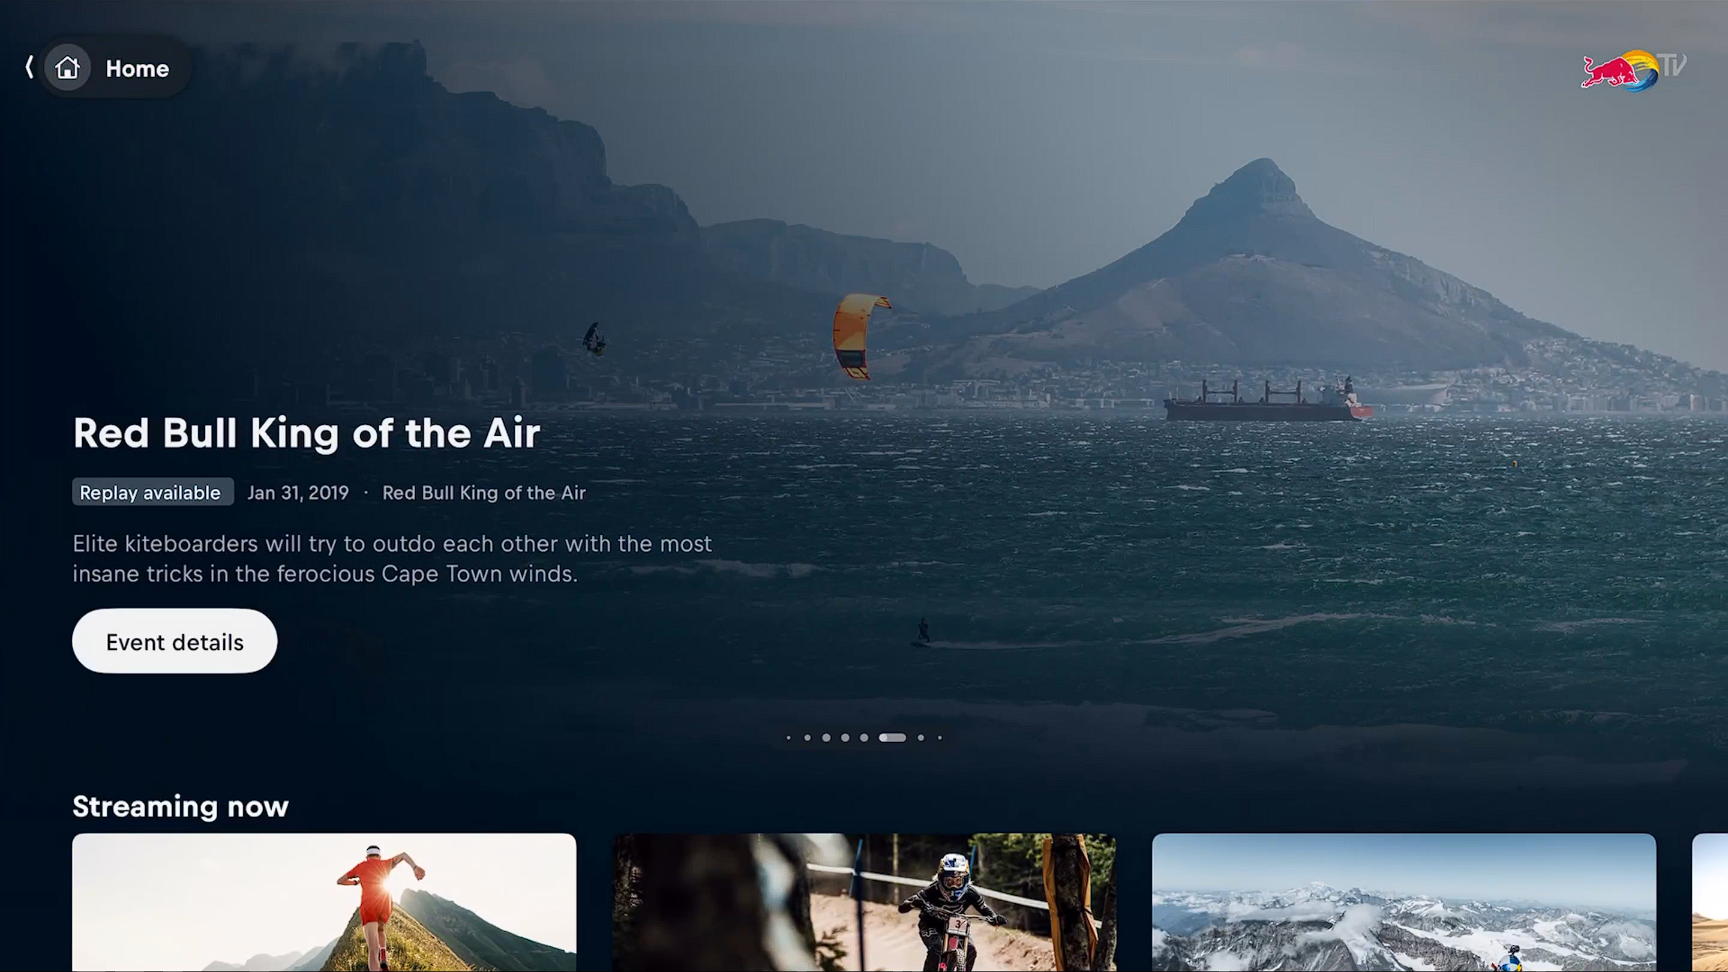 Home
TV
Red Bull King of the Air
Replay available Jan 31, 2019 · Red Bull King of the Air
Elite kiteboarders will try to outdo each other with the most
insane tricks in the ferocious Cape Town winds.
Event details
Streaming now
3